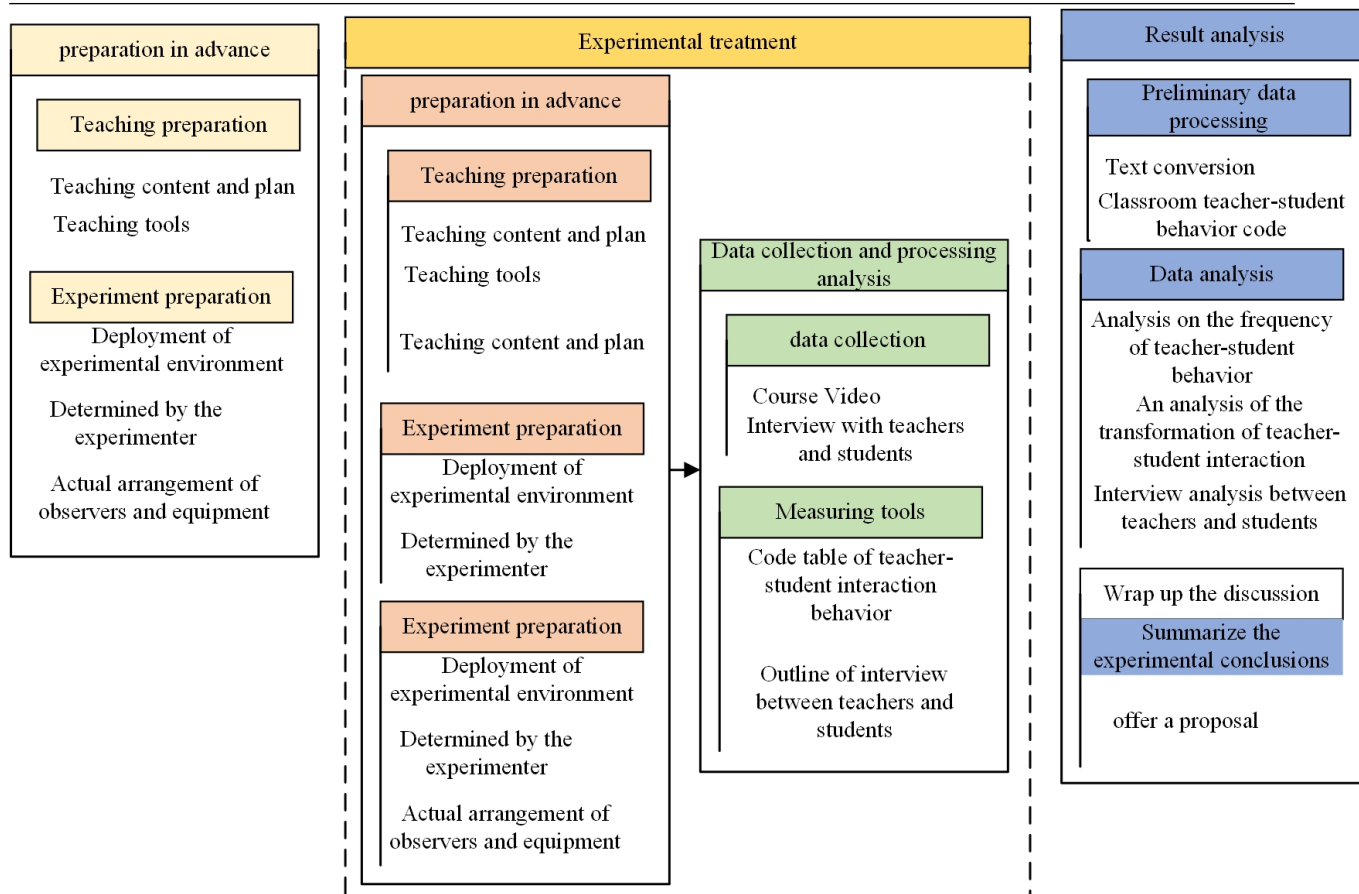 preparation in advance
Teaching preparation
Teaching content and plan
Teaching tools
Experiment preparation
Deployment of
experimental environment
Determined by the
experimenter
Actual arrangement of
observers and equipment
Experimental treatment
preparation in advance
Teaching preparation
Teaching content and plan
Teaching tools
Teaching content and plan
Experiment preparation
Deployment of
experimental environment
Determined by the
experimenter
Experiment preparation
Deployment of
experimental environment
Determined by the
experimenter
Actual arrangement of
observers and equipment
Data collection and processing
analysis
data collection
Course Video
Interview with teachers
and students
Measuring tools
Code table of teacher-
student interaction
behavior
Outline of interview
between teachers and
students
Result analysis
Preliminary data
processing
Text conversion
Classroom teacher-student
behavior code
Data analysis
Analysis on the frequency
of teacher-student
behavior
An analysis of the
transformation of teacher-
student interaction
Interview analysis between
teachers and students
Wrap up the discussion
Summarize the
experimental conclusions
offer a proposal